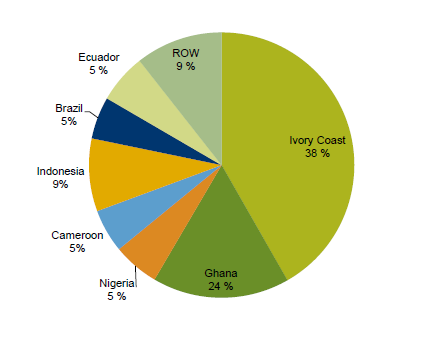 Ivory Coast
38 %
Ghana
24 %
Nigeria
5 %
Cameroon
5%
Indonesia
9%
Brazil
5%
Ecuador
5 %
ROW
9 %